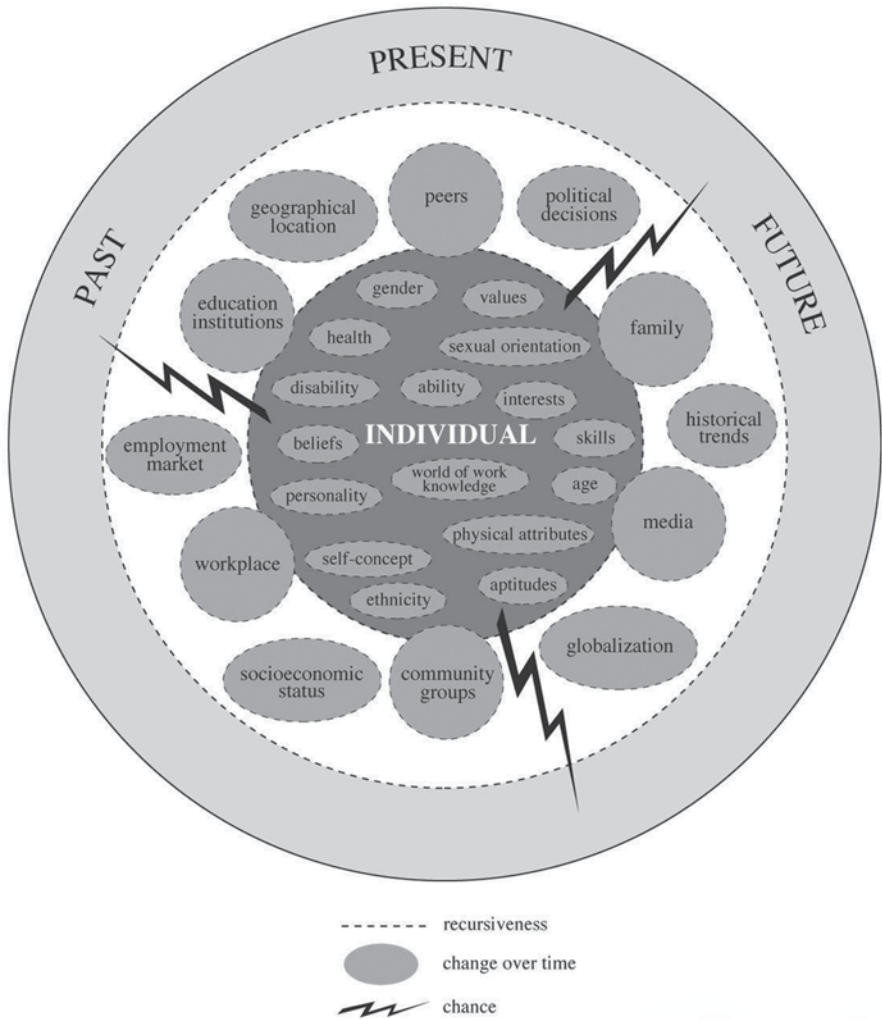 PRESENT
PAST
FUTURE
peers
political
decisions
geographical
location
education
institutions
family
historical
trends
employment
market
media
workplace
globalization
socioeconomic
status
community
groups
gender
values
health
sexual orientation
disability
ability
interests
beliefs
INDIVIDUAL
skills
world of work
knowledge
age
personality
physical attributes
self-concept
aptitudes
ethnicity
recursiveness
change over time
chance